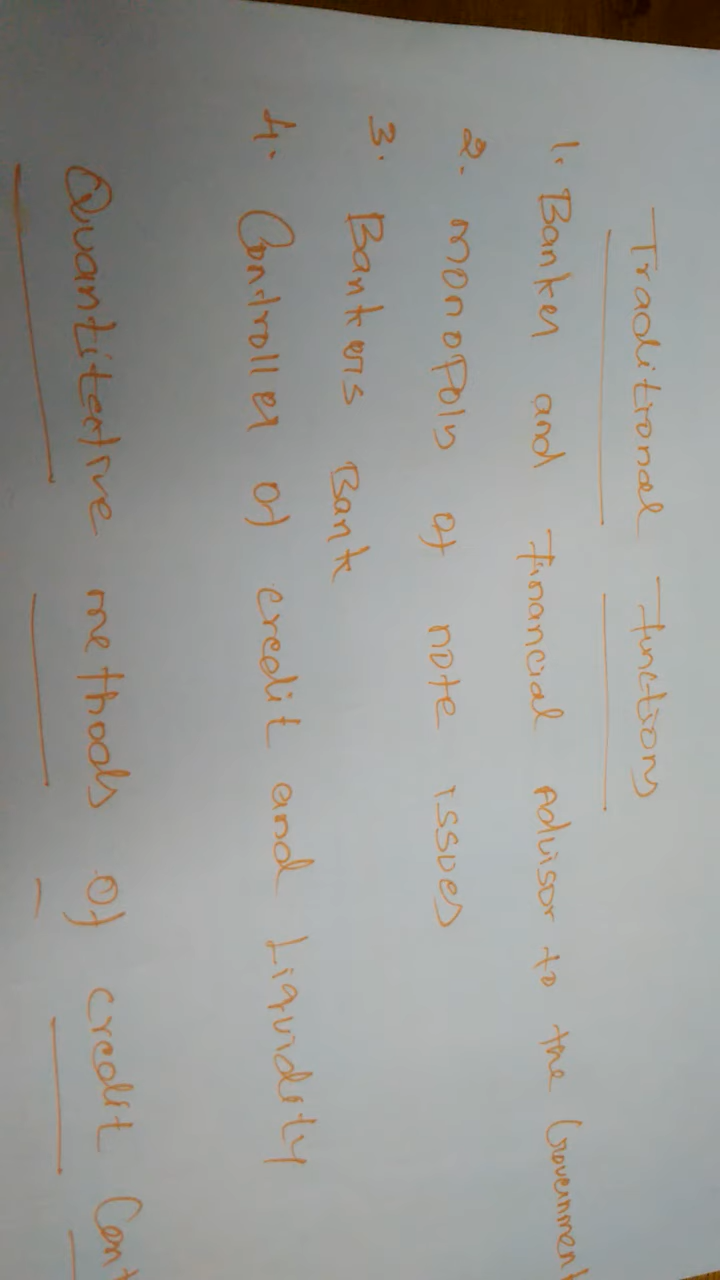 Traditional Functions
1. Banker and Financial Advisor to the Government
2. monopoly of note issues
3. Bankers Bank
4. Controller of credit and Liquidity
Quantitative methods of credit Cont